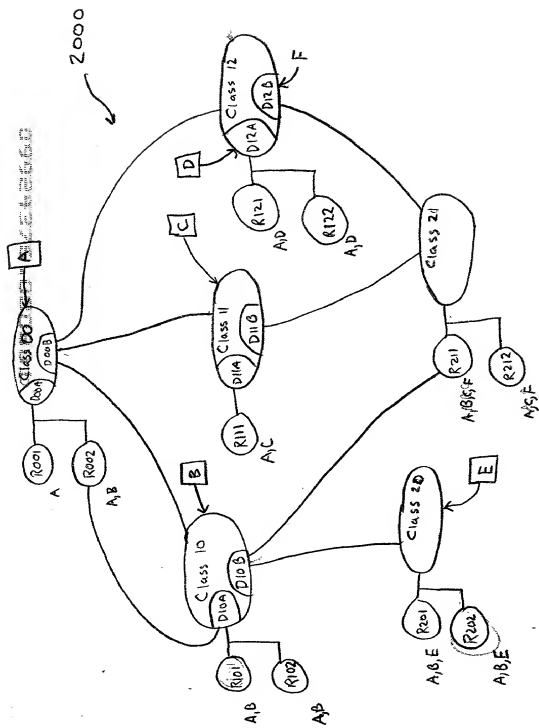 2000
A
Class 00
D00A
D00B
R001
A
R002
A,B
B
Class 10
D10A
D10B
R101
A,B
R102
A,B
C
Class 11
D11A
D11B
R111
A,C
D
F
Class 12
D12A
D12B
R121
A,D
R122
A,D
Class 20
E
R201
A,B,E
R202
A,B,E
Class 21
R211
R212